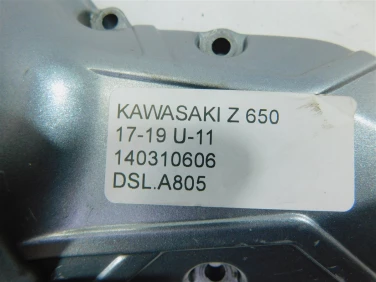 KAWASAKI Z 650
17-19 U-11
140310606
DSL.A805